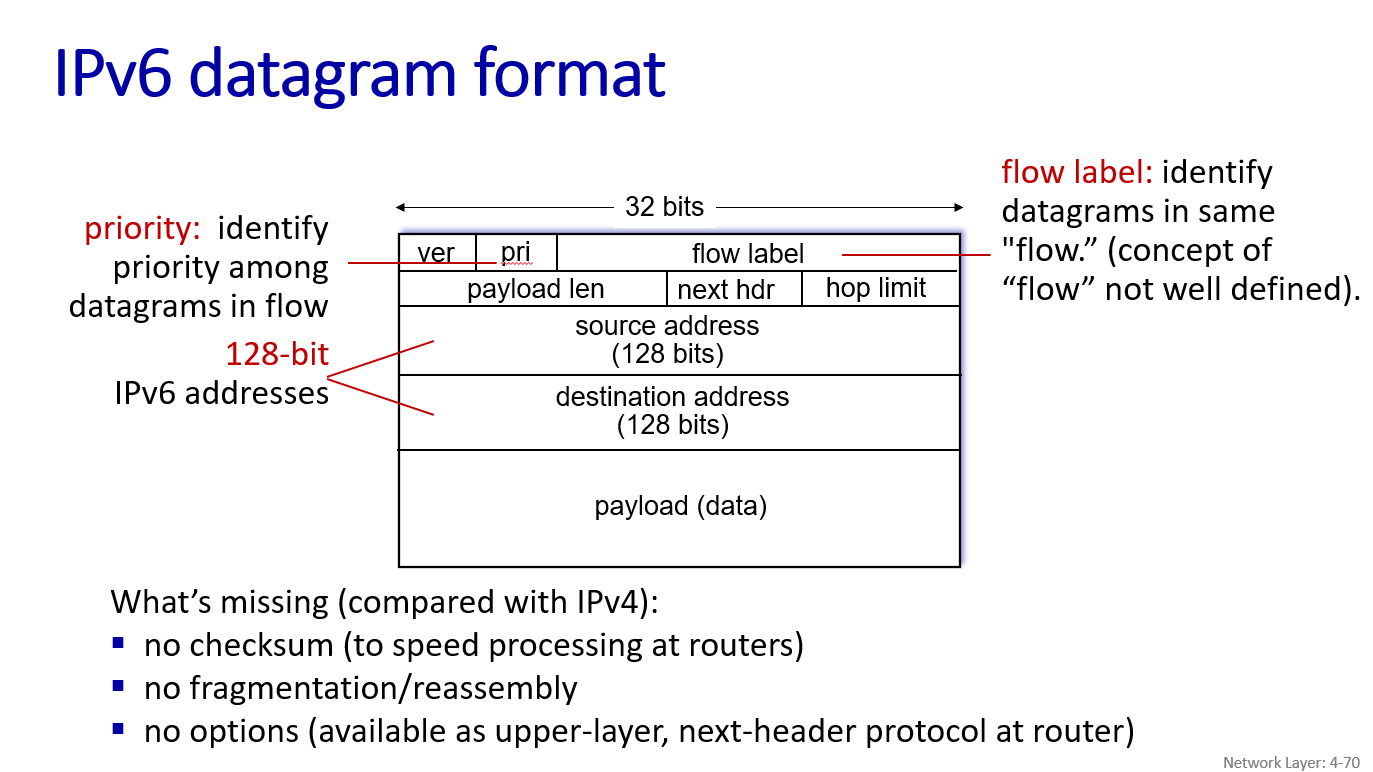 IPv6 datagram format
flow label: identify
datagrams in same
"flow.” (concept of
“flow” not well defined).
priority: identify
priority among
datagrams in flow
128-bit
IPv6 addresses
32 bits
ver pri flow label
payload len next hdr hop limit
source address
(128 bits)
destination address
(128 bits)
payload (data)
What’s missing (compared with IPv4):
▪ no checksum (to speed processing at routers)
▪ no fragmentation/reassembly
▪ no options (available as upper-layer, next-header protocol at router)
Network Layer: 4-70